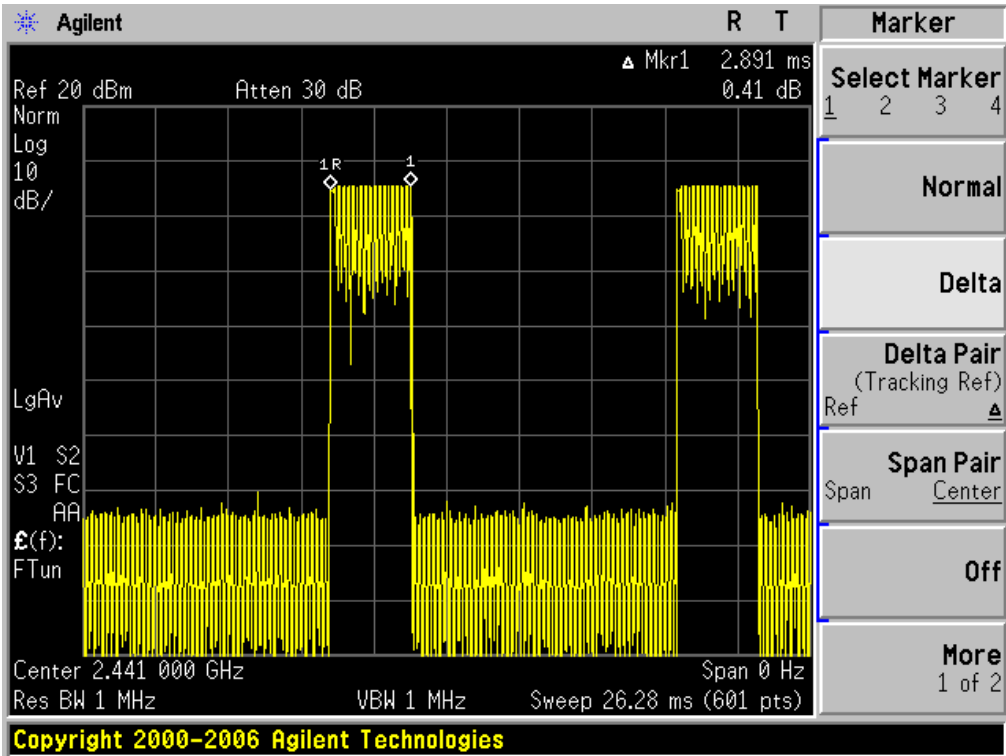 Agilent R T
Marker
Δ Mkr1 2.891 ms
Ref 20 dBm Atten 30 dB 0.41 dB
Norm
Log
10
dB/
1R 1
LgAv
V1 S2
S3 FC
AA
£(f):
FTun
Center 2.441 000 GHz Span 0 Hz
Res BW 1 MHz VBW 1 MHz Sweep 26.28 ms (601 pts)
Copyright 2000-2006 Agilent Technologies
Select Marker
1 2 3 4
Normal
Delta
Delta Pair
(Tracking Ref)
Ref Δ
Span Pair
Span Center
Off
More
1 of 2